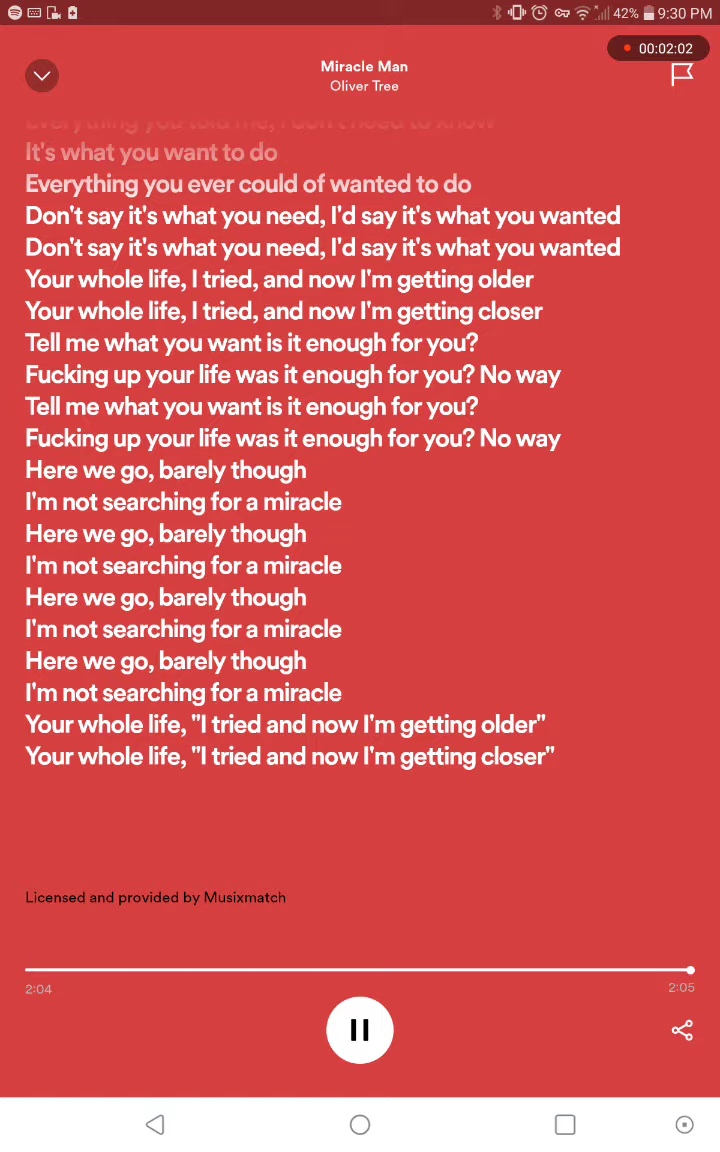 42% 9:30 PM
00:02:02
Miracle Man
Oliver Tree
Everything you told me, I don't need to know
It's what you want to do
Everything you ever could of wanted to do
Don't say it's what you need, I'd say it's what you wanted
Don't say it's what you need, I'd say it's what you wanted
Your whole life, I tried, and now I'm getting older
Your whole life, I tried, and now I'm getting closer
Tell me what you want is it enough for you?
Fucking up your life was it enough for you? No way
Tell me what you want is it enough for you?
Fucking up your life was it enough for you? No way
Here we go, barely though
I'm not searching for a miracle
Here we go, barely though
I'm not searching for a miracle
Here we go, barely though
I'm not searching for a miracle
Here we go, barely though
I'm not searching for a miracle
Your whole life, "I tried and now I'm getting older"
Your whole life, "I tried and now I'm getting closer"
Licensed and provided by Musixmatch
2:04
2:05